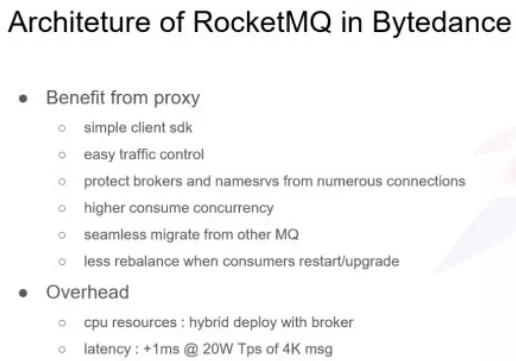 Architeture of RocketMQ in Bytedance
● Benefit from proxy
○ simple client sdk
○ easy traffic control
○ protect brokers and namesrvs from numerous connections
○ higher consume concurrency
○ seamless migrate from other MQ
○ less rebalance when consumers restart/upgrade
● Overhead
○ cpu resources : hybrid deploy with broker
○ latency : +1ms @ 20W Tps of 4K msg